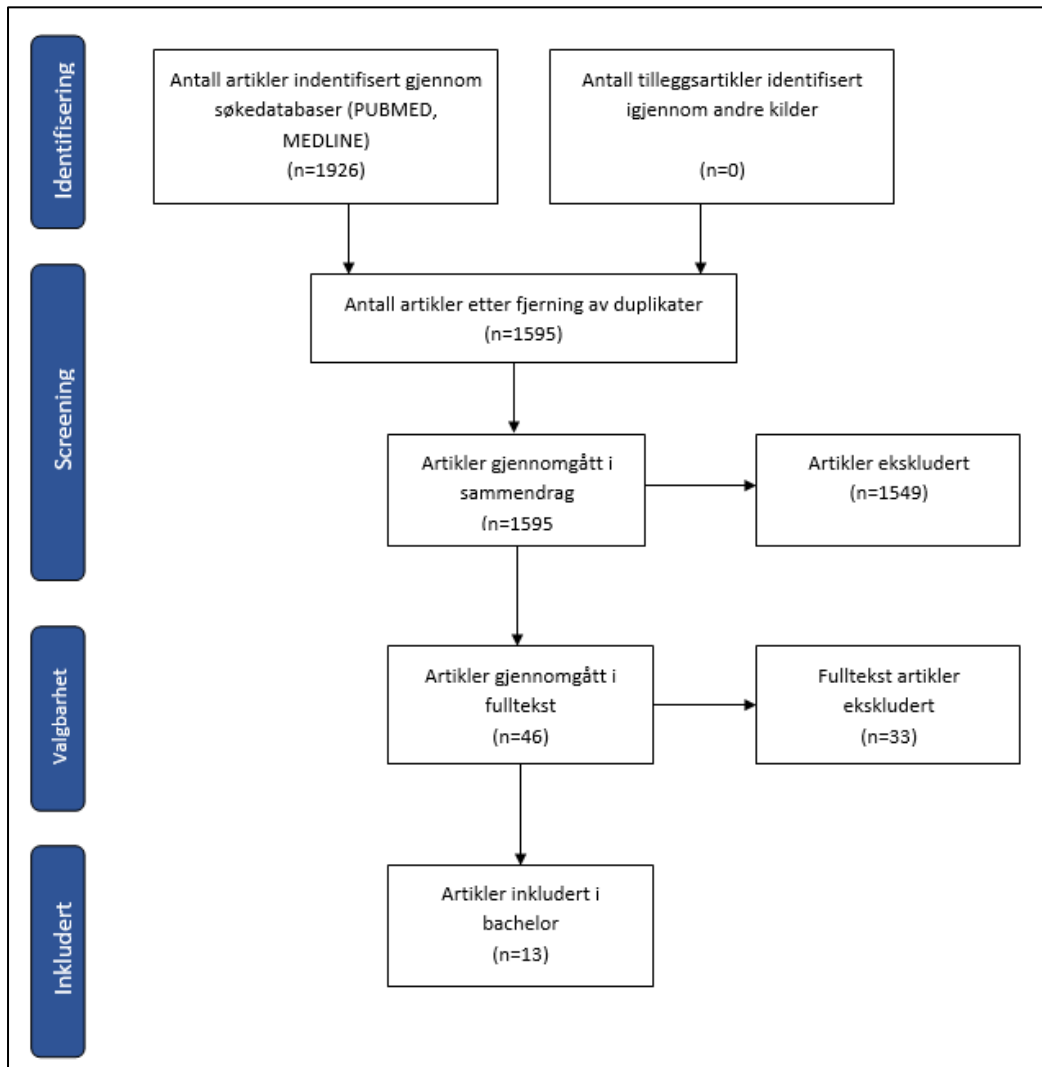 Identifisering
Antall artikler indentifisert gjennom
søkedatabaser (PUBMED,
MEDLINE)
(n=1926)
Antall tilleggsartikler identifisert
igjennom andre kilder
(n=0)
Screening
Antall artikler etter fjerning av duplikater
(n=1595)
Artikler gjennomgått i
sammendrag
(n=1595
Artikler ekskludert
(n=1549)
Valgbarhet
Artikler gjennomgått i
fulltekst
(n=46)
Fulltekst artikler
ekskludert
(n=33)
Inkludert
Artikler inkludert i
bachelor
(n=13)